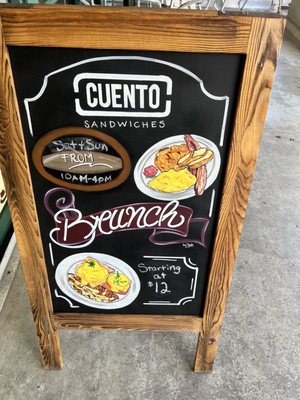 CUENTO
SANDWICHES
Sat & Sun
FROM
10AM-4PM
Brunch
Starting
at
$12